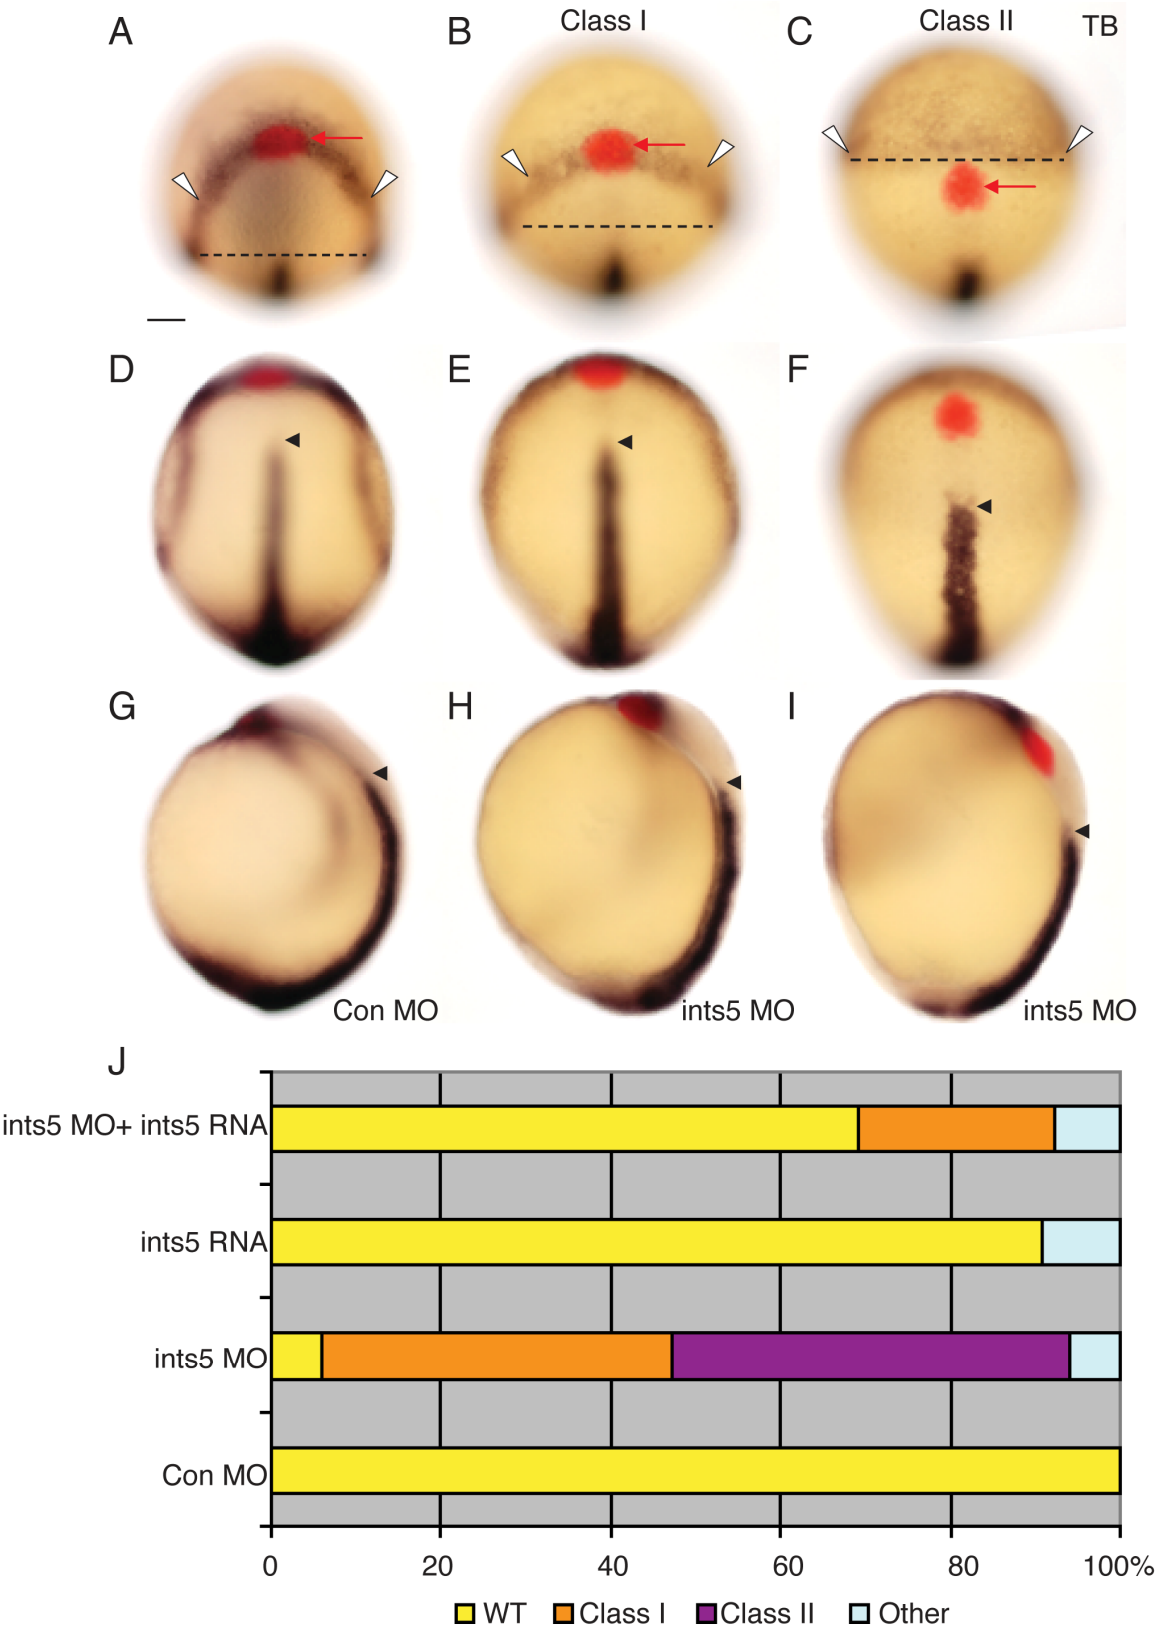 A
B
Class I
C
Class II
TB
D
E
F
G
H
I
Con MO
ints5 MO
ints5 MO
J
ints5 MO+ ints5 RNA
ints5 RNA
ints5 MO
Con MO
0 20 40 60 80 100%
WT Class I Class II Other